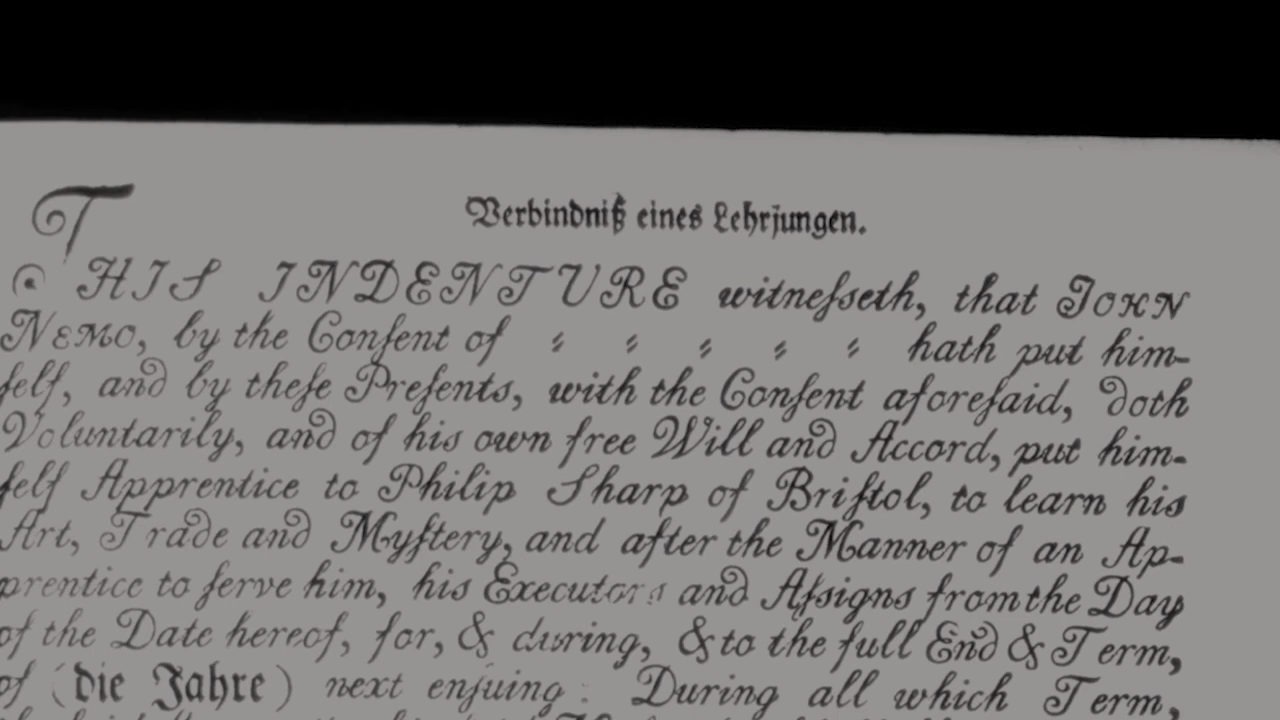 Verbindniß eines Lehrjungen.
THIS INDENTURE witneſseth, that JOHN
NEMO, by the Conſent of „ „ „ „ „ hath put him-
ſelf, and by theſe Preſents, with the Conſent aforeſaid, doth
Voluntarily, and of his own free Will and Accord, put him-
ſelf Apprentice to Philip Sharp of Briſtol, to learn his
Art, Trade and Myſtery, and after the Manner of an Ap-
prentice to ſerve him, his Executors and Aſsigns from the Day
of the Date hereof, for, & during, & to the full End & Term,
of (die Jahre) next enſuing. During all which Term,